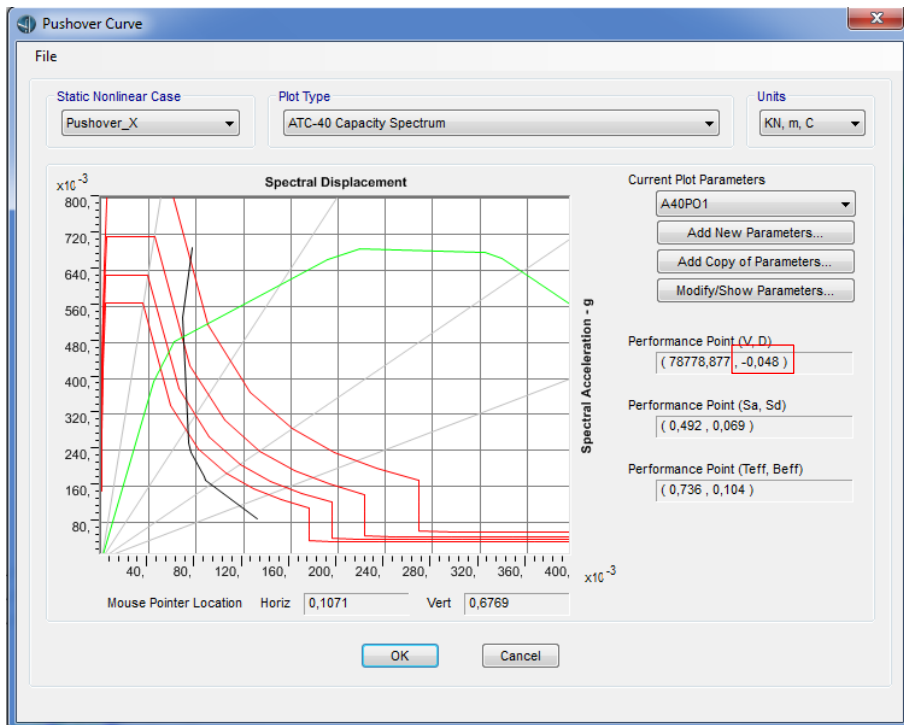 Pushover Curve
File
Static Nonlinear Case
Pushover_X
Plot Type
ATC-40 Capacity Spectrum
Units
KN, m, C
x10 -3
Spectral Displacement
800,
720,
640,
560,
480,
400,
320,
240,
160,
80,
40, 80, 120, 160, 200, 240, 280, 320, 360, 400, x10 -3
Spectral Acceleration - g
Mouse Pointer Location Horiz 0,1071 Vert 0,6769
Current Plot Parameters
A40PO1
Add New Parameters...
Add Copy of Parameters...
Modify/Show Parameters...
Performance Point (V, D)
( 78778,877 , -0,048 )
Performance Point (Sa, Sd)
( 0,492 , 0,069 )
Performance Point (Teff, Beff)
( 0,736 , 0,104 )
OK Cancel